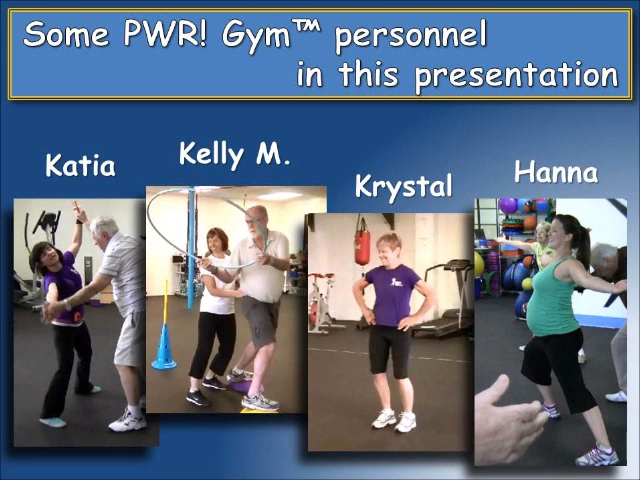 Some PWR! Gym™ personnel
in this presentation
Katia
Kelly M.
Krystal
Hanna